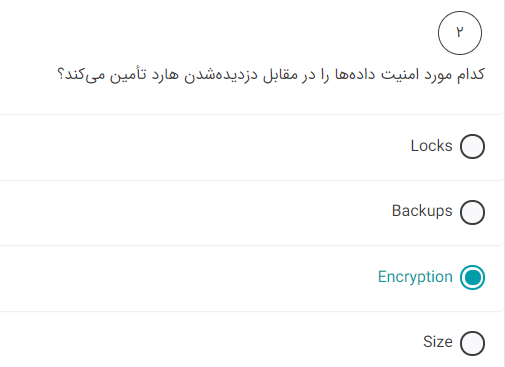 ۲
کدام مورد امنیت داده‌ها را در مقابل دزدیده‌شدن هارد تأمین می‌کند؟
Locks
Backups
Encryption
Size